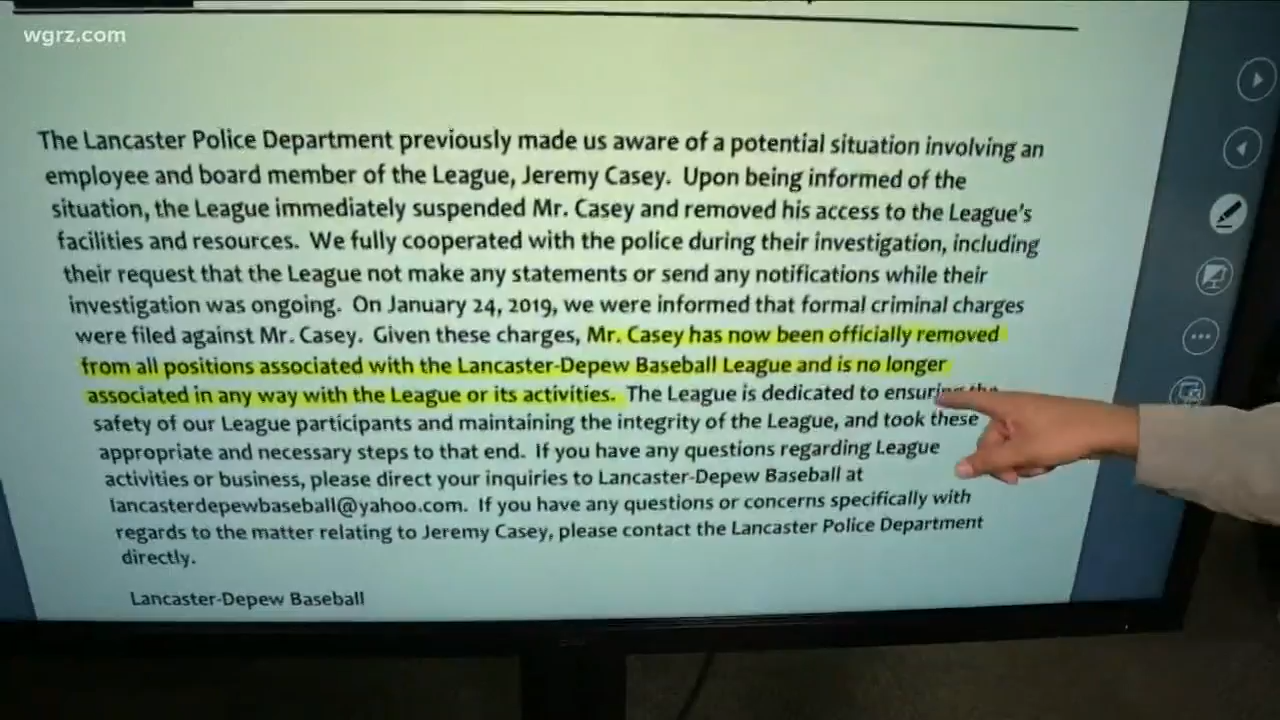 wgrz.com
The Lancaster Police Department previously made us aware of a potential situation involving an
employee and board member of the League, Jeremy Casey. Upon being informed of the
situation, the League immediately suspended Mr. Casey and removed his access to the League's
facilities and resources. We fully cooperated with the police during their investigation, including
their request that the League not make any statements or send any notifications while their
investigation was ongoing. On January 24, 2019, we were informed that formal criminal charges
were filed against Mr. Casey. Given these charges, Mr. Casey has now been officially removed
from all positions associated with the Lancaster-Depew Baseball League and is no longer
associated in any way with the League or its activities. The League is dedicated to ensuring the
safety of our League participants and maintaining the integrity of the League, and took these
appropriate and necessary steps to that end. If you have any questions regarding League
activities or business, please direct your inquiries to Lancaster-Depew Baseball at
lancasterdepewbaseball@yahoo.com. If you have any questions or concerns specifically with
regards to the matter relating to Jeremy Casey, please contact the Lancaster Police Department
directly.
Lancaster-Depew Baseball